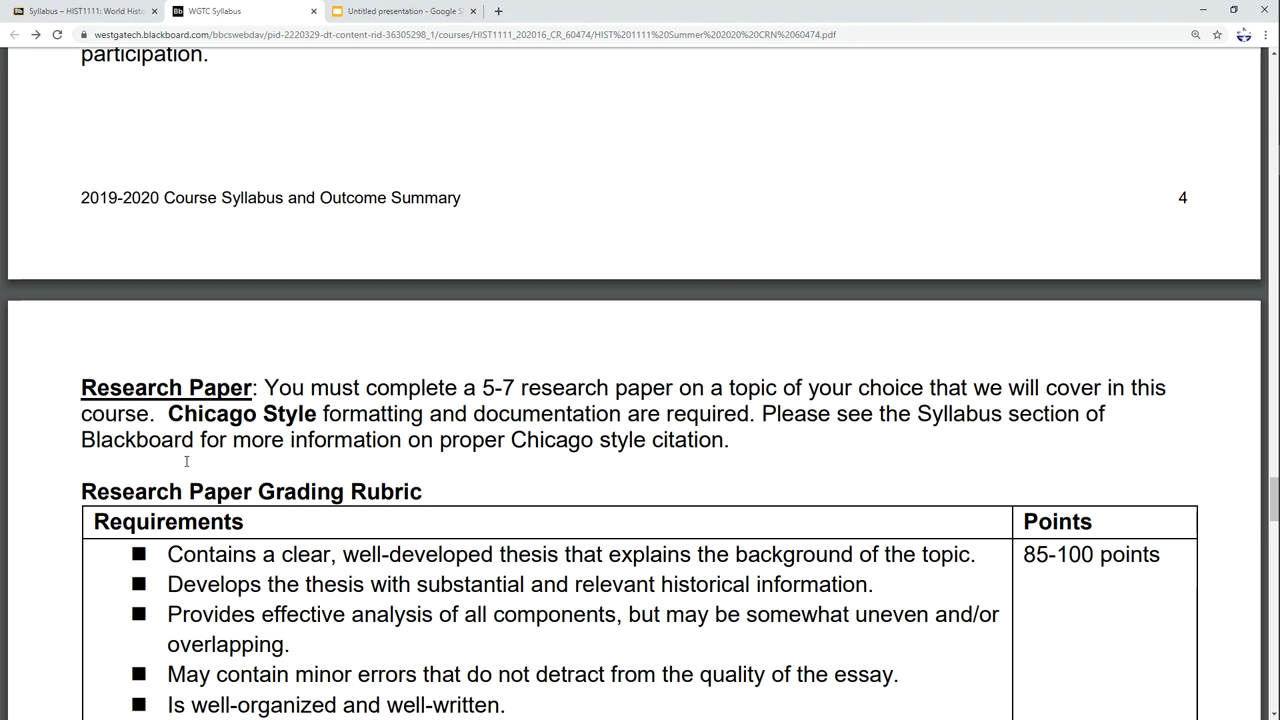 Syllabus – HIST1111: World Hist
WGTC Syllabus
Untitled presentation - Google S
westgatech.blackboard.com/bbcswebdav/pid-2220329-dt-content-rid-36305298_1/courses/HIST1111_202016_CR_60474/HIST%201111%20Summer%202020%20CRN%2060474.pdf
participation.
2019-2020 Course Syllabus and Outcome Summary 4
Research Paper: You must complete a 5-7 research paper on a topic of your choice that we will cover in this
course. Chicago Style formatting and documentation are required. Please see the Syllabus section of
Blackboard for more information on proper Chicago style citation.
Research Paper Grading Rubric
Requirements Points
■ Contains a clear, well-developed thesis that explains the background of the topic. 85-100 points
■ Develops the thesis with substantial and relevant historical information.
■ Provides effective analysis of all components, but may be somewhat uneven and/or
overlapping.
■ May contain minor errors that do not detract from the quality of the essay.
■ Is well-organized and well-written.